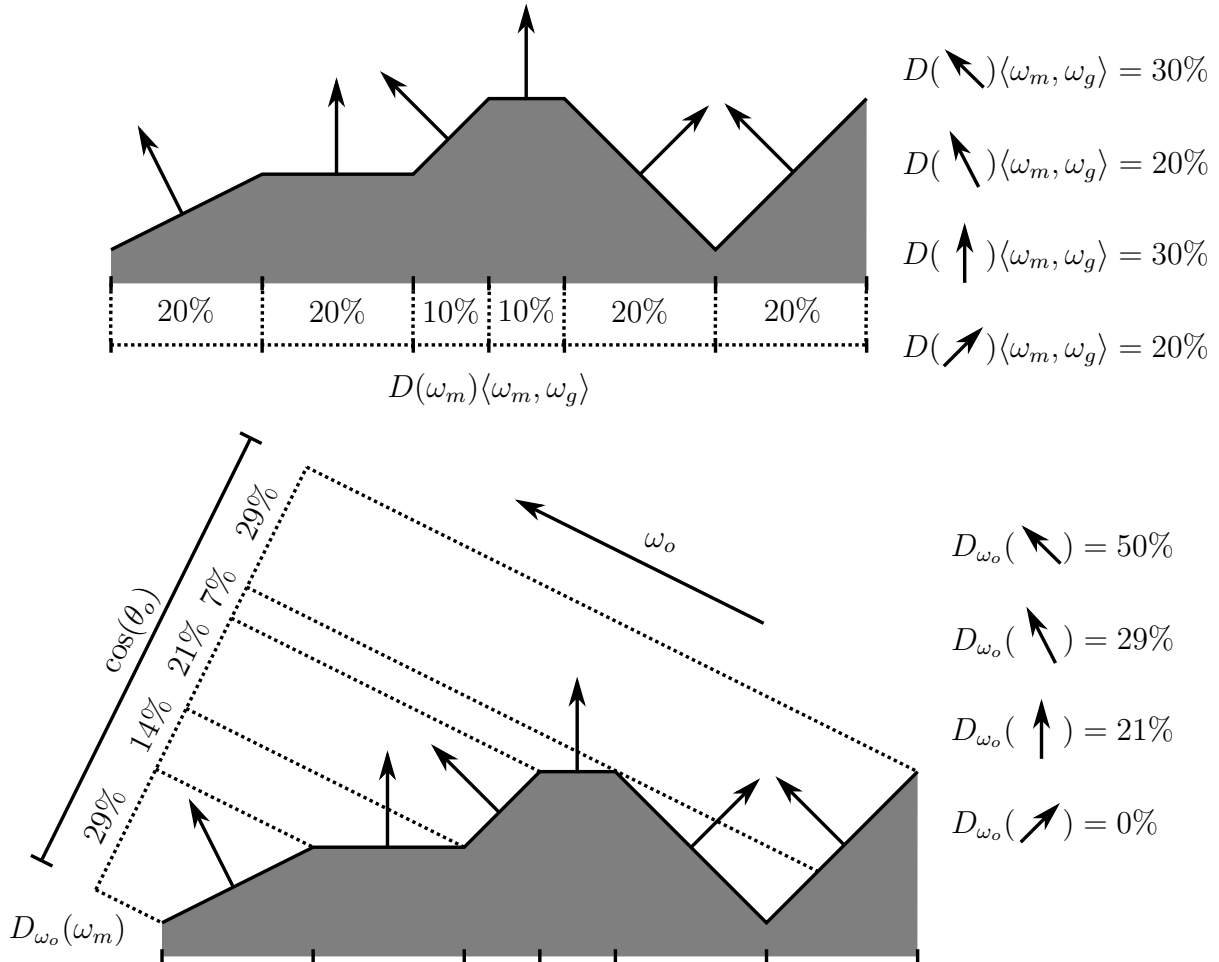 D(↖)⟨ω_m, ω_g⟩ = 30%
D(↖)⟨ω_m, ω_g⟩ = 20%
D(↑)⟨ω_m, ω_g⟩ = 30%
D(↗)⟨ω_m, ω_g⟩ = 20%
20% 20% 10% 10% 20% 20%
D(ω_m)⟨ω_m, ω_g⟩
cos(θ_o)
29%
7%
21%
14%
29%
ω_o
D_{ω_o}(ω_m)
D_{ω_o}(↖) = 50%
D_{ω_o}(↖) = 29%
D_{ω_o}(↑) = 21%
D_{ω_o}(↗) = 0%